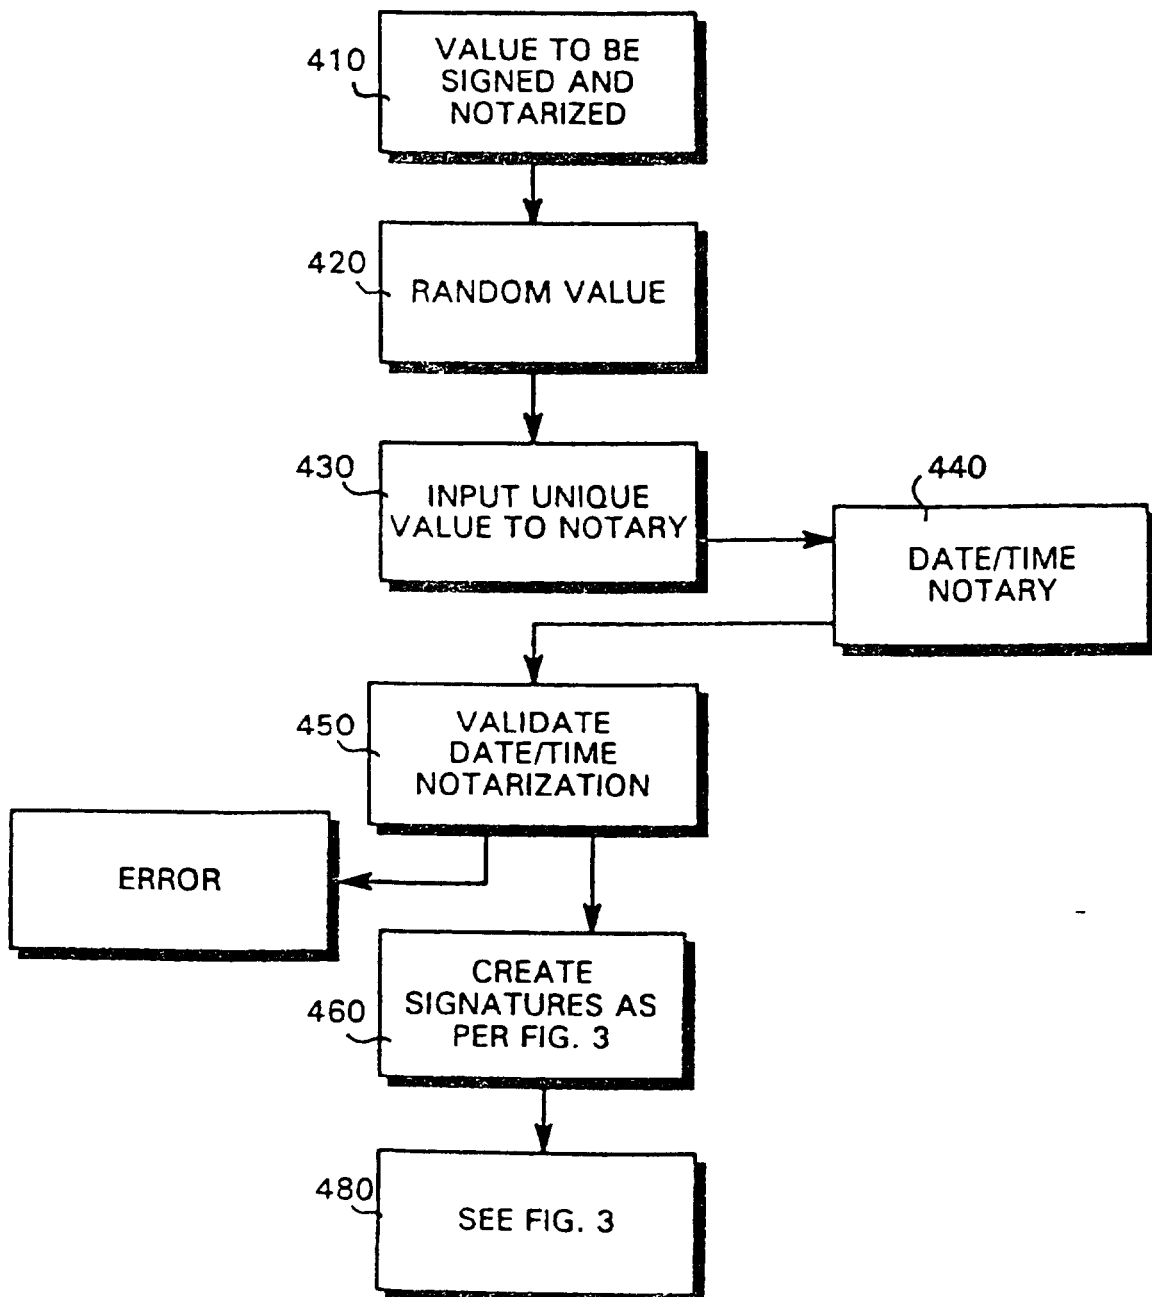 410
VALUE TO BE
SIGNED AND
NOTARIZED
420
RANDOM VALUE
430
INPUT UNIQUE
VALUE TO NOTARY
440
DATE/TIME
NOTARY
450
VALIDATE
DATE/TIME
NOTARIZATION
ERROR
460
CREATE
SIGNATURES AS
PER FIG. 3
480
SEE FIG. 3